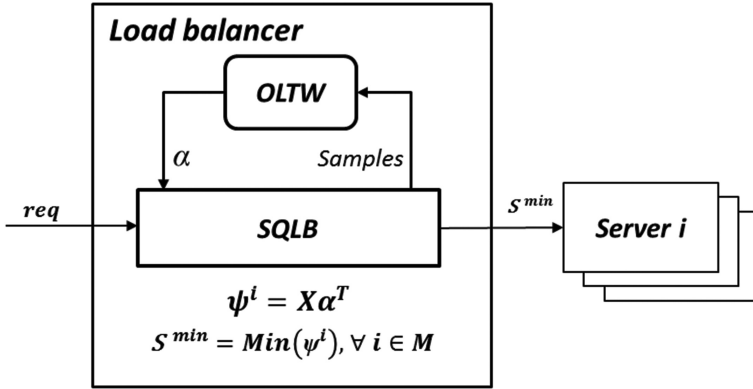 Load balancer
OLTW
α
Samples
req
SQLB
S^min
Server i
ψ^i = Xα^T
S^min = Min(ψ^i), ∀ i ∈ M